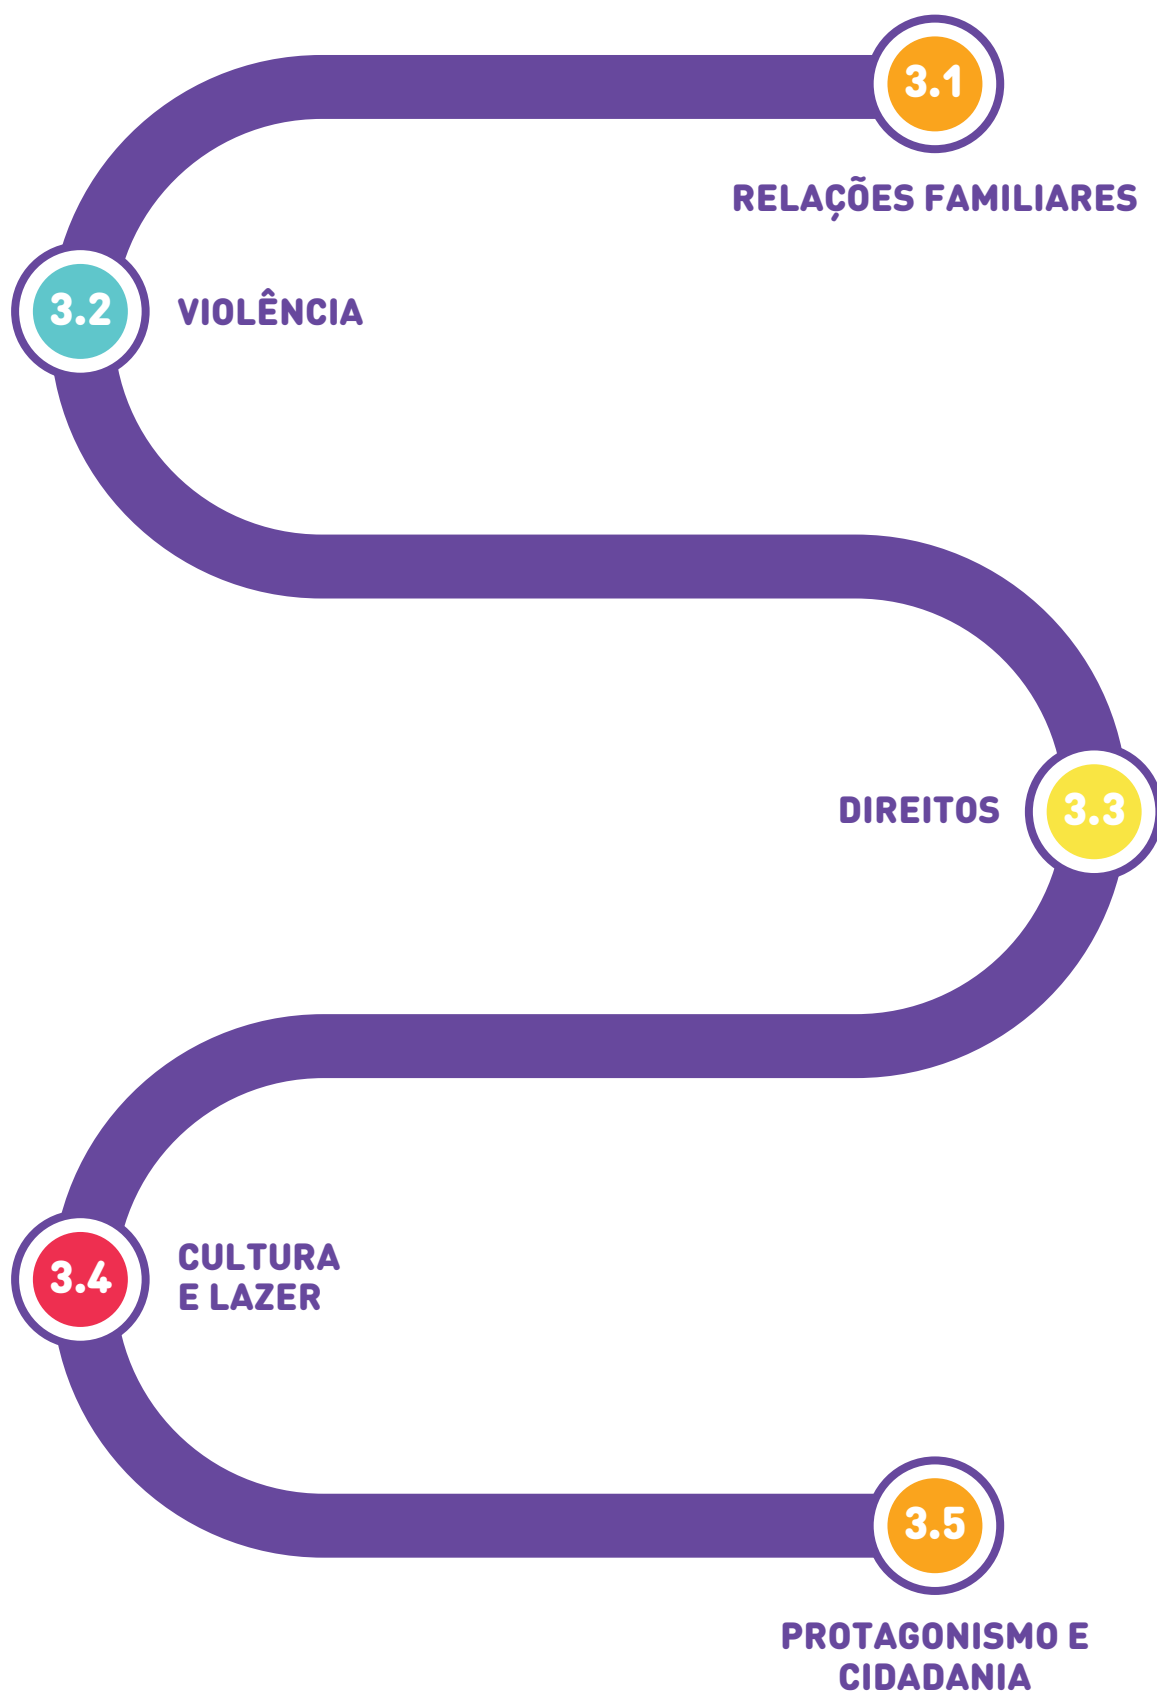 3.1
RELAÇÕES FAMILIARES
3.2
VIOLÊNCIA
DIREITOS
3.3
3.4
CULTURA
E LAZER
3.5
PROTAGONISMO E
CIDADANIA